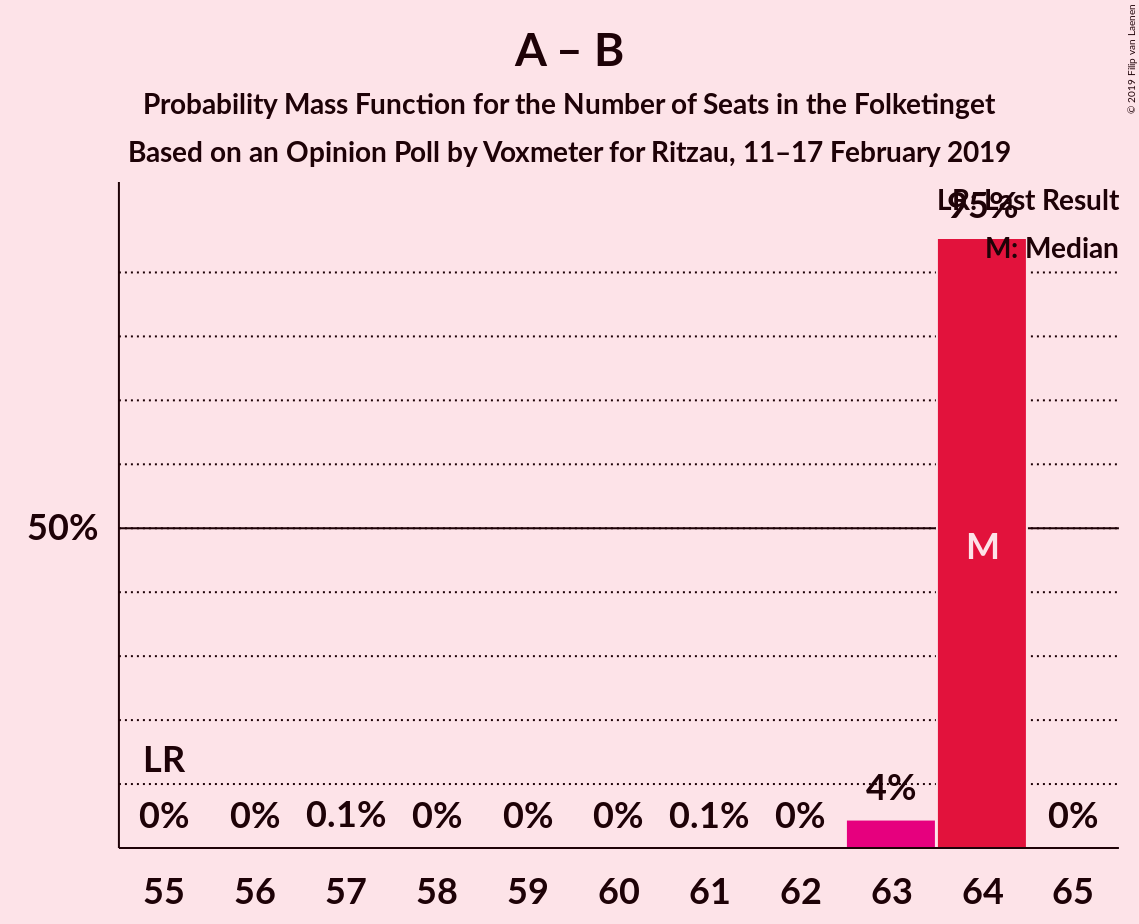 A – B
Probability Mass Function for the Number of Seats in the Folketinget
Based on an Opinion Poll by Voxmeter for Ritzau, 11–17 February 2019
© 2019 Filip van Laenen
LR: Last Result
95%
M: Median
50%
M
LR
4%
0% 0% 0.1% 0% 0% 0% 0.1% 0% 0%
55 56 57 58 59 60 61 62 63 64 65